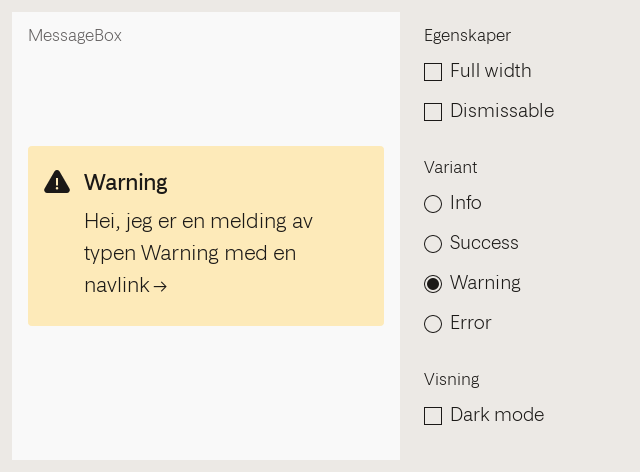 MessageBox
Warning
Hei, jeg er en melding av
typen Warning med en
navlink →
Egenskaper
Full width
Dismissable
Variant
Info
Success
Warning
Error
Visning
Dark mode